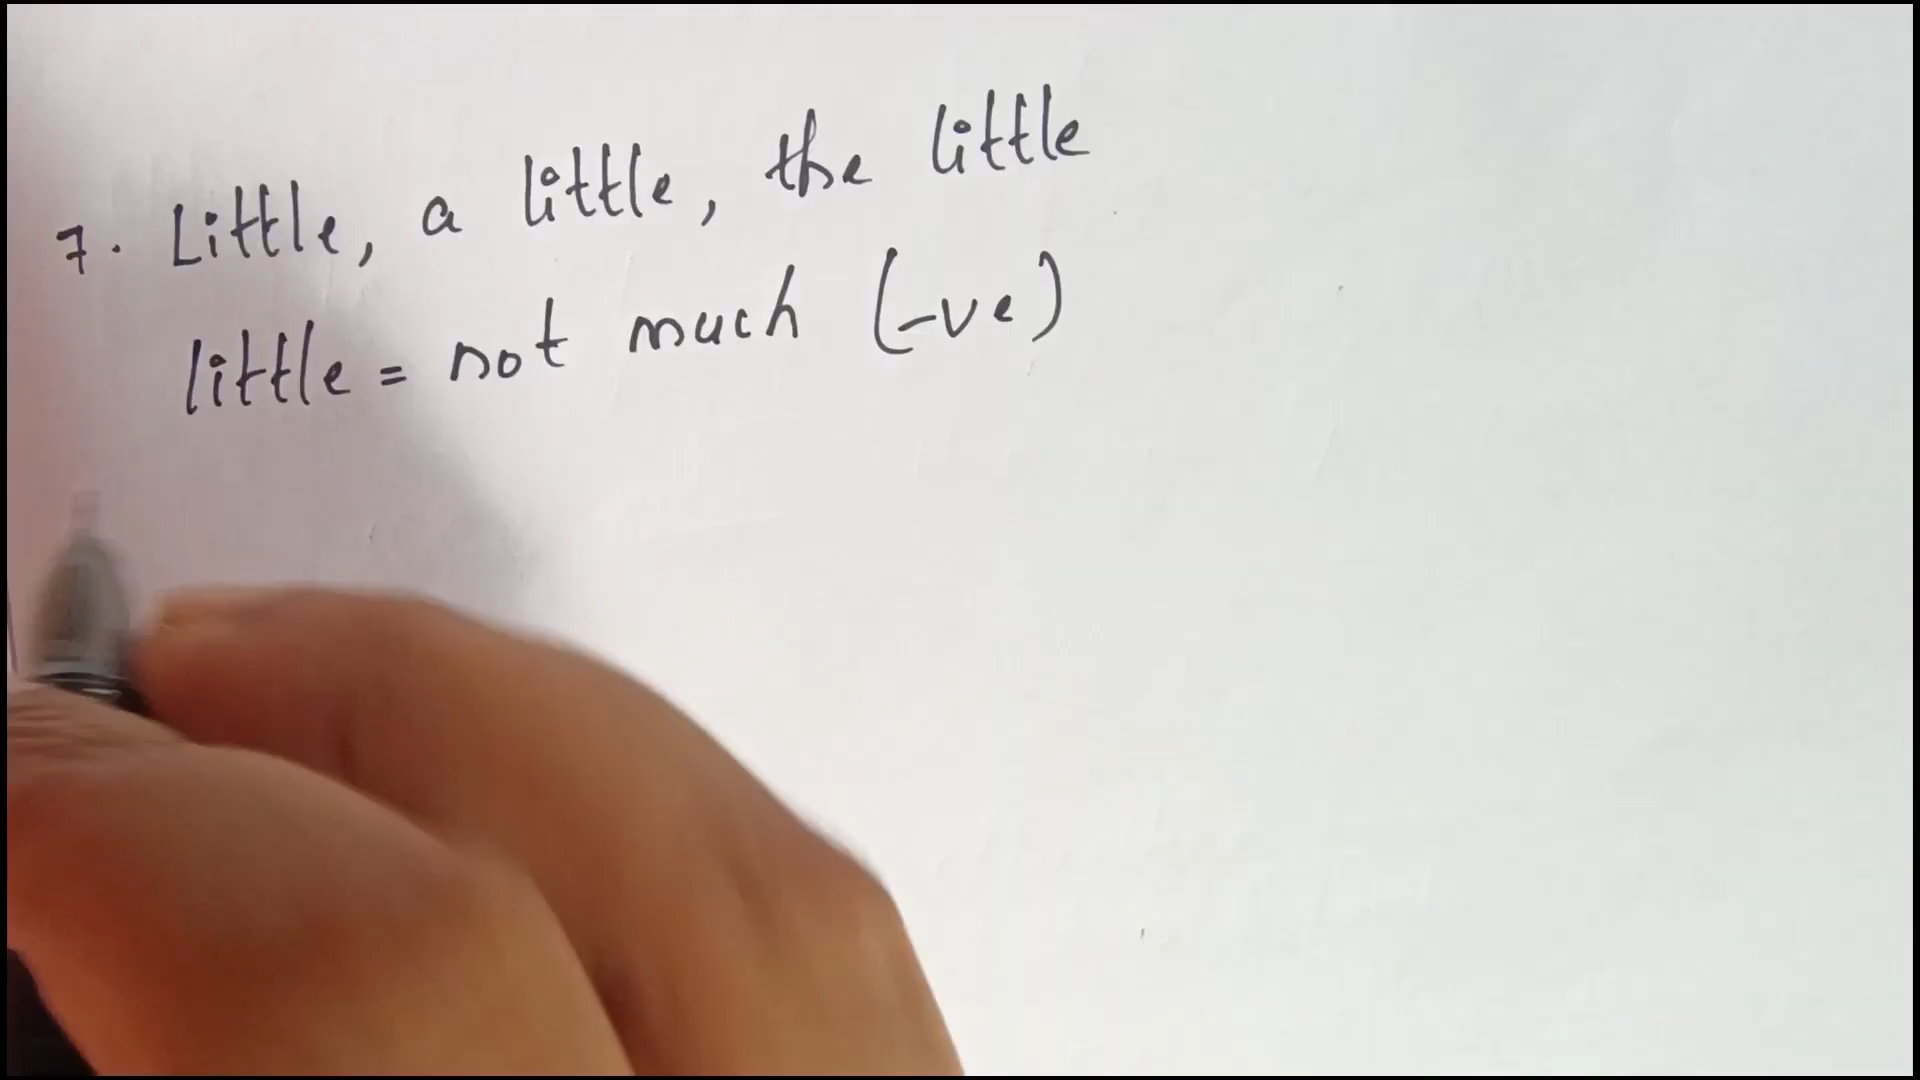 7. Little, a little, the little
little = not much (-ve)